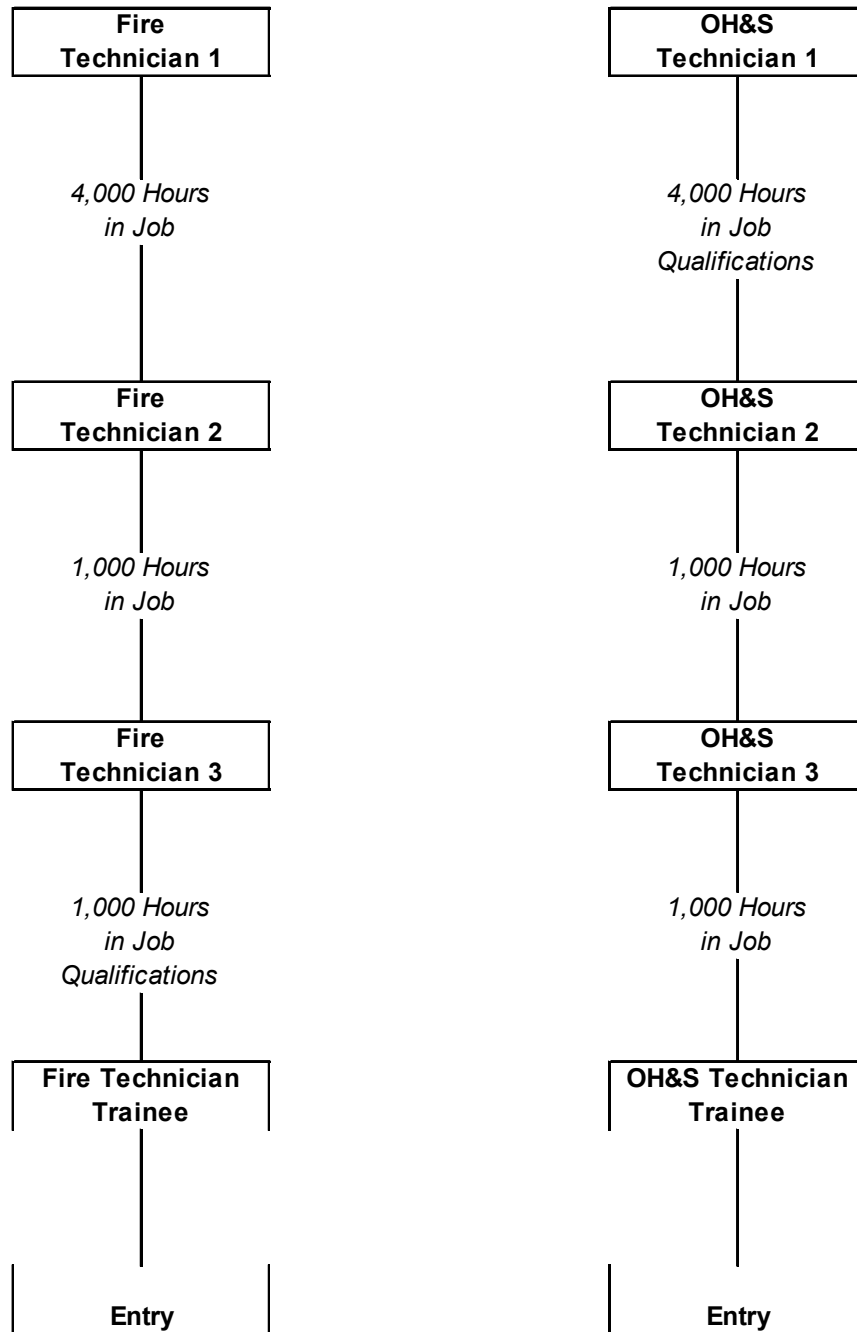 Fire
Technician 1
4,000 Hours
in Job
Fire
Technician 2
1,000 Hours
in Job
Fire
Technician 3
1,000 Hours
in Job
Qualifications
Fire Technician
Trainee
Entry
OH&S
Technician 1
4,000 Hours
in Job
Qualifications
OH&S
Technician 2
1,000 Hours
in Job
OH&S
Technician 3
1,000 Hours
in Job
OH&S Technician
Trainee
Entry